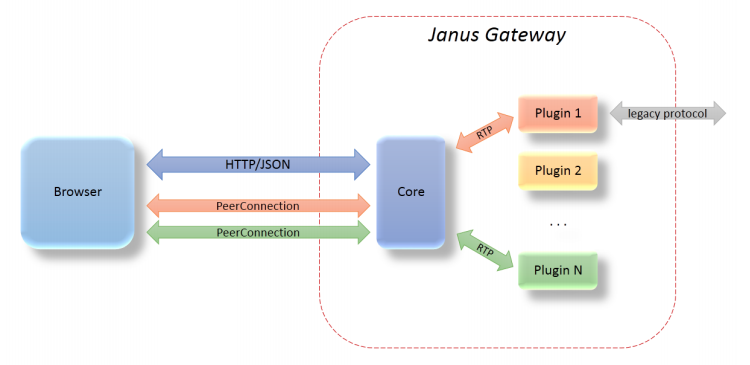 Janus Gateway
Plugin 1
legacy protocol
RTP
HTTP/JSON
Browser
Core
Plugin 2
PeerConnection
PeerConnection
...
RTP
Plugin N